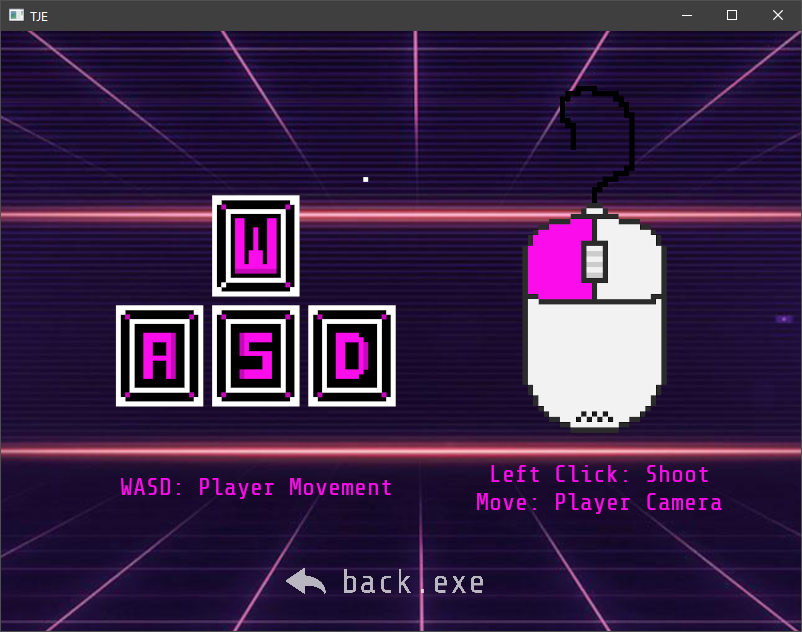 TJE
W
A S D
WASD: Player Movement
Left Click: Shoot
Move: Player Camera
back.exe